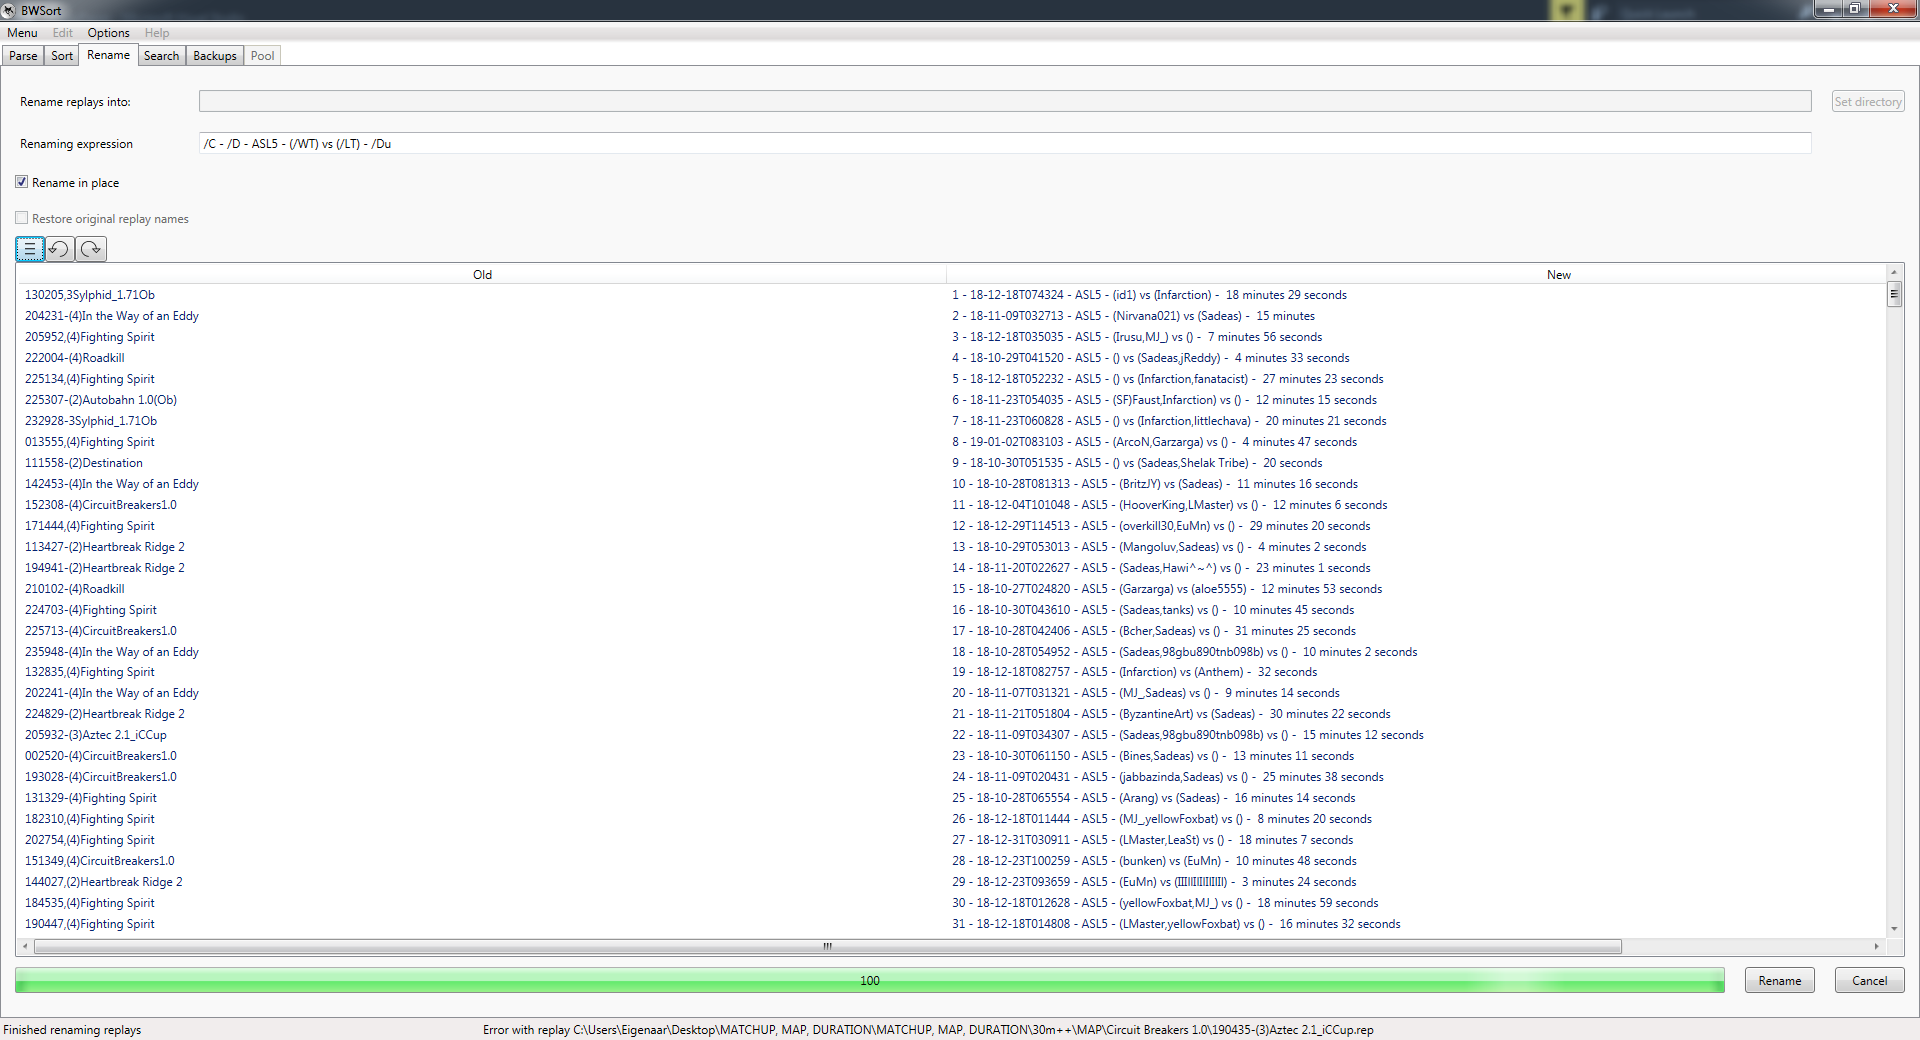 BWSort
Menu Edit Options Help
Parse Sort Rename Search Backups Pool
Rename replays into: Set directory
Renaming expression /C - /D - ASL5 - (/WT) vs (/LT) - /Du
Rename in place
Restore original replay names
Old New
130205,3Sylphid_1.71Ob 1 - 18-12-18T074324 - ASL5 - (id1) vs (Infarction) - 18 minutes 29 seconds
204231-(4)In the Way of an Eddy 2 - 18-11-09T032713 - ASL5 - (Nirvana021) vs (Sadeas) - 15 minutes
205952,(4)Fighting Spirit 3 - 18-12-18T035035 - ASL5 - (Irusu,MJ_) vs () - 7 minutes 56 seconds
222004-(4)Roadkill 4 - 18-10-29T041520 - ASL5 - () vs (Sadeas,jReddy) - 4 minutes 33 seconds
225134,(4)Fighting Spirit 5 - 18-12-18T052232 - ASL5 - () vs (Infarction,fanatacist) - 27 minutes 23 seconds
225307-(2)Autobahn 1.0(Ob) 6 - 18-11-23T054035 - ASL5 - (SF)Faust,Infarction) vs () - 12 minutes 15 seconds
232928-3Sylphid_1.71Ob 7 - 18-11-23T060828 - ASL5 - () vs (Infarction,littlechava) - 20 minutes 21 seconds
013555,(4)Fighting Spirit 8 - 19-01-02T083103 - ASL5 - (ArcoN,Garzarga) vs () - 4 minutes 47 seconds
111558-(2)Destination 9 - 18-10-30T051535 - ASL5 - () vs (Sadeas,Shelak Tribe) - 20 seconds
142453-(4)In the Way of an Eddy 10 - 18-10-28T081313 - ASL5 - (BritzJY) vs (Sadeas) - 11 minutes 16 seconds
152308-(4)CircuitBreakers1.0 11 - 18-12-04T101048 - ASL5 - (HooverKing,LMaster) vs () - 12 minutes 6 seconds
171444,(4)Fighting Spirit 12 - 18-12-29T114513 - ASL5 - (overkill30,EuMn) vs () - 29 minutes 20 seconds
113427-(2)Heartbreak Ridge 2 13 - 18-10-29T053013 - ASL5 - (Mangoluv,Sadeas) vs () - 4 minutes 2 seconds
194941-(2)Heartbreak Ridge 2 14 - 18-11-20T022627 - ASL5 - (Sadeas,Hawi^~^) vs () - 23 minutes 1 seconds
210102-(4)Roadkill 15 - 18-10-27T024820 - ASL5 - (Garzarga) vs (aloe5555) - 12 minutes 53 seconds
224703-(4)Fighting Spirit 16 - 18-10-30T043610 - ASL5 - (Sadeas,tanks) vs () - 10 minutes 45 seconds
225713-(4)CircuitBreakers1.0 17 - 18-10-28T042406 - ASL5 - (Bcher,Sadeas) vs () - 31 minutes 25 seconds
235948-(4)In the Way of an Eddy 18 - 18-10-28T054952 - ASL5 - (Sadeas,98gbu890tnb098b) vs () - 10 minutes 2 seconds
132835,(4)Fighting Spirit 19 - 18-12-18T082757 - ASL5 - (Infarction) vs (Anthem) - 32 seconds
202241-(4)In the Way of an Eddy 20 - 18-11-07T031321 - ASL5 - (MJ_,Sadeas) vs () - 9 minutes 14 seconds
224829-(2)Heartbreak Ridge 2 21 - 18-11-21T051804 - ASL5 - (ByzantineArt) vs (Sadeas) - 30 minutes 22 seconds
205932-(3)Aztec 2.1_iCCup 22 - 18-11-09T034307 - ASL5 - (Sadeas,98gbu890tnb098b) vs () - 15 minutes 12 seconds
002520-(4)CircuitBreakers1.0 23 - 18-10-30T061150 - ASL5 - (Bines,Sadeas) vs () - 13 minutes 11 seconds
193028-(4)CircuitBreakers1.0 24 - 18-11-09T020431 - ASL5 - (jabbazinda,Sadeas) vs () - 25 minutes 38 seconds
131329-(4)Fighting Spirit 25 - 18-10-28T065554 - ASL5 - (Arang) vs (Sadeas) - 16 minutes 14 seconds
182310,(4)Fighting Spirit 26 - 18-12-18T011444 - ASL5 - (MJ_,yellowFoxbat) vs () - 8 minutes 20 seconds
202754,(4)Fighting Spirit 27 - 18-12-31T030911 - ASL5 - (LMaster,LeaSt) vs () - 18 minutes 7 seconds
151349,(4)CircuitBreakers1.0 28 - 18-12-23T100259 - ASL5 - (bunken) vs (EuMn) - 10 minutes 48 seconds
144027,(2)Heartbreak Ridge 2 29 - 18-12-23T093659 - ASL5 - (EuMn) vs - 3 minutes 24 seconds
184535,(4)Fighting Spirit 30 - 18-12-18T012628 - ASL5 - (yellowFoxbat,MJ_) vs () - 18 minutes 59 seconds
190447,(4)Fighting Spirit 31 - 18-12-18T014808 - ASL5 - (LMaster,yellowFoxbat) vs () - 16 minutes 32 seconds
100 Rename Cancel
Finished renaming replays Error with replay C:\Users\Eigenaar\Desktop\MATCHUP, MAP, DURATION\MATCHUP, MAP, DURATION\30m++\MAP\Circuit Breakers 1.0\190435-(3)Aztec 2.1_iCCup.rep